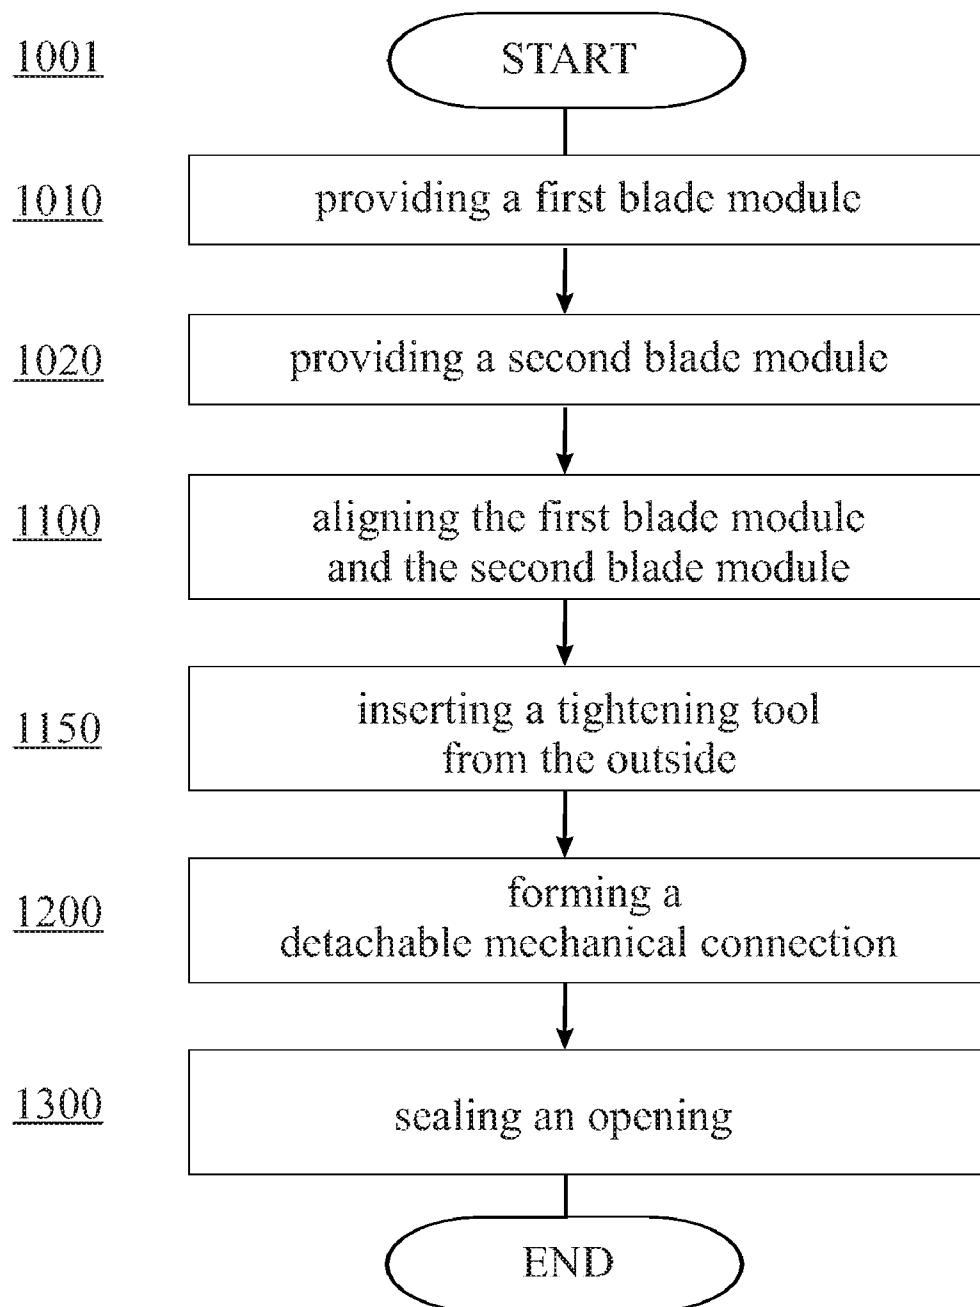 1001
START
1010
providing a first blade module
1020
providing a second blade module
1100
aligning the first blade module
and the second blade module
1150
inserting a tightening tool
from the outside
1200
forming a
detachable mechanical connection
1300
sealing an opening
END